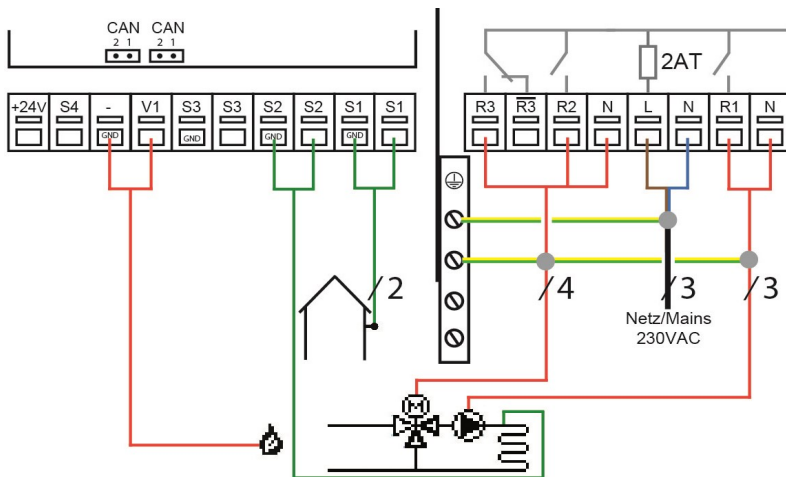 CAN CAN
2 1 2 1
2AT
+24V S4 - V1 S3 S3 S2 S2 S1 S1
R3 R̅3̅ R2 N L N R1 N
GND GND GND GND
2
4 3 3
Netz/Mains
230VAC
M